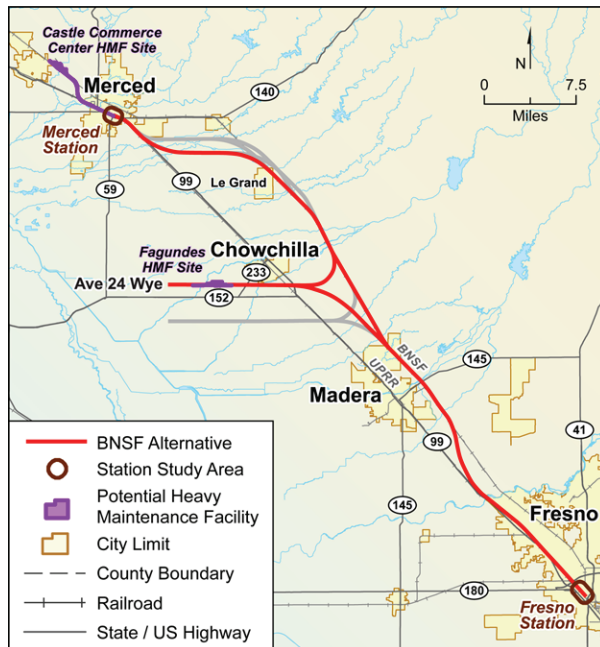 Castle Commerce
Center HMF Site
Merced
N
0
7.5
Miles
140
Merced
Station
59
99
Le Grand
Fagundes
HMF Site
Chowchilla
233
Ave 24 Wye
152
BNSF
UPRR
145
Madera
99
41
145
Fresno
180
Fresno
Station
BNSF Alternative
Station Study Area
Potential Heavy
Maintenance Facility
City Limit
County Boundary
Railroad
State / US Highway